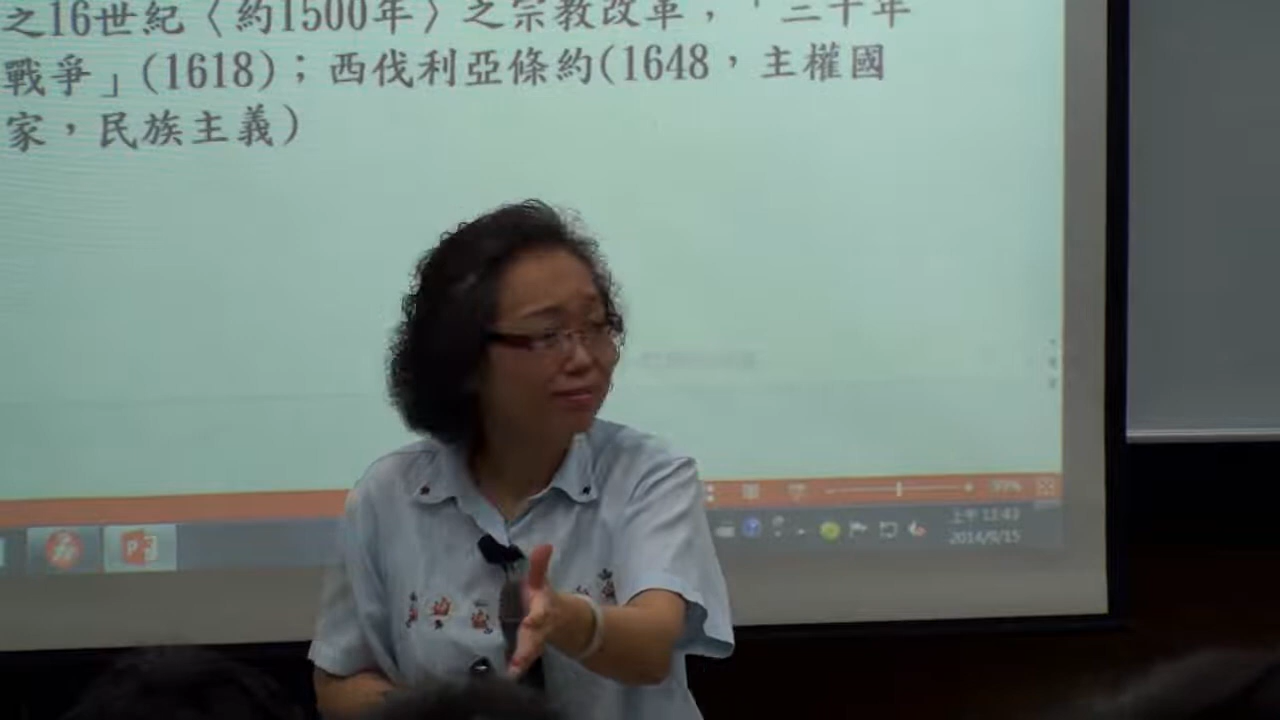 之16世紀〈約1500年〉之宗教改革，「三十年
戰爭」(1618)；西伐利亞條約(1648，主權國
家，民族主義)
99%
上午 11:43
2014/9/15